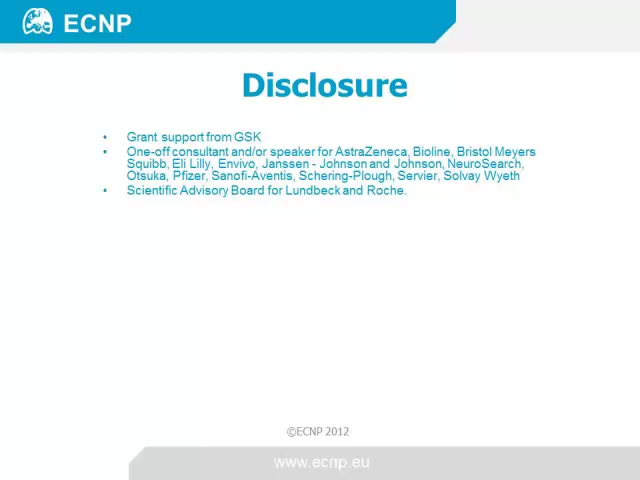 ECNP
Disclosure
• Grant support from GSK
• One-off consultant and/or speaker for AstraZeneca, Bioline, Bristol Meyers
Squibb, Eli Lilly, Envivo, Janssen - Johnson and Johnson, NeuroSearch,
Otsuka, Pfizer, Sanofi-Aventis, Schering-Plough, Servier, Solvay Wyeth
• Scientific Advisory Board for Lundbeck and Roche.
©ECNP 2012
www.ecnp.eu